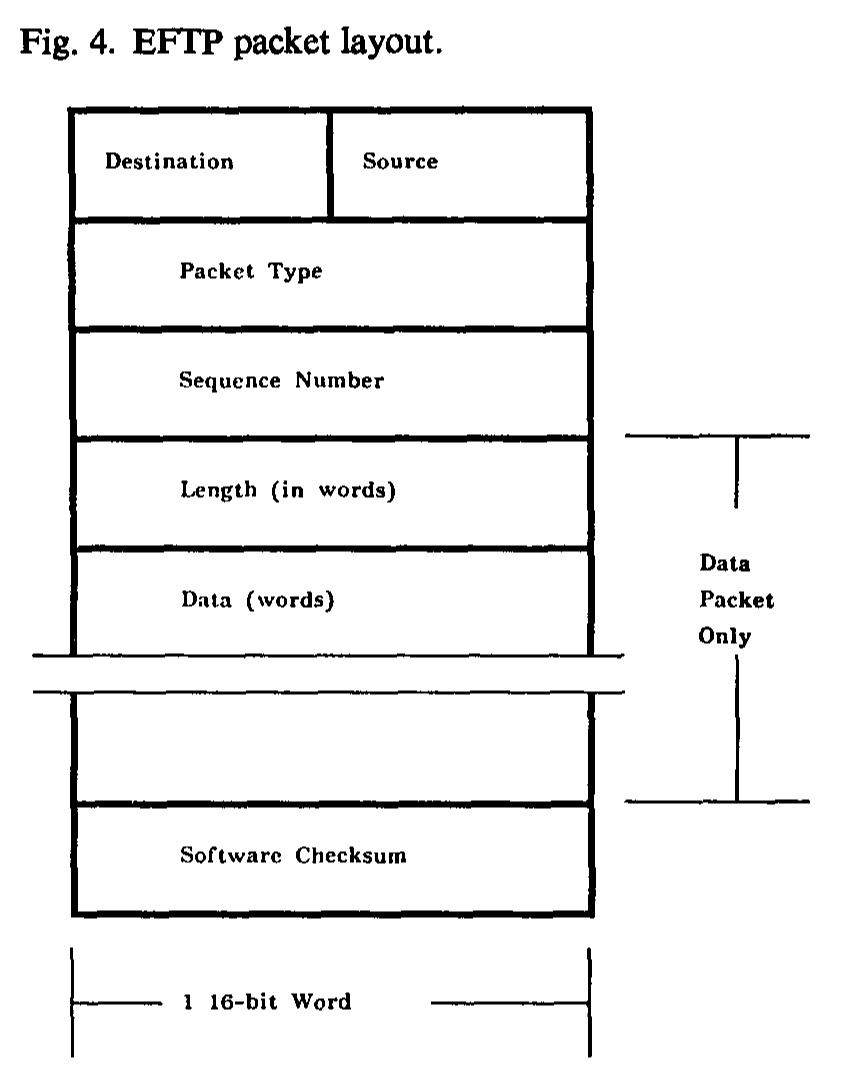 Fig. 4. EFTP packet layout.
Destination Source
Packet Type
Sequence Number
Length (in words)
Data (words)
Data
Packet
Only
Software Checksum
1 16-bit Word